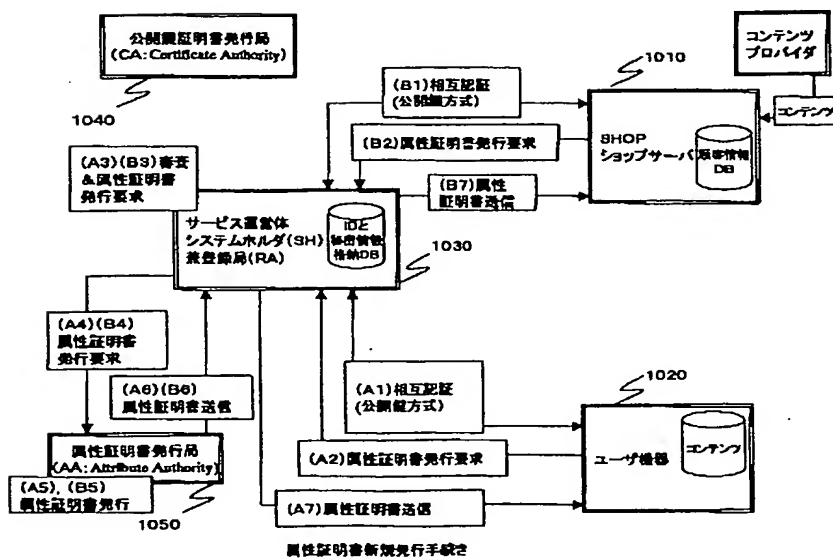 公開鍵証明書発行局
(CA: Certificate Authority)
1040
コンテンツ
プロバイダ
コンテンツ
1010
(B1)相互認証
(公開鍵方式)
(B2)属性証明書発行要求
(B7)属性
証明書送信
SHOP
ショップサーバ
顧客情報
DB
(A3)(B3)審査
&属性証明書
発行要求
サービス運営体
システムホルダ(SH)
兼登録局(RA)
IDと
秘密情報
格納DB
1030
(A4)(B4)
属性証明書
発行要求
(A6)(B6)
属性証明書送信
(A1)相互認証
(公開鍵方式)
1020
ユーザ機器
コンテンツ
(A2)属性証明書発行要求
属性証明書発行局
(AA: Attribute Authority)
(A5), (B5)
属性証明書発行
1050
(A7)属性証明書送信
属性証明書新規発行手続き